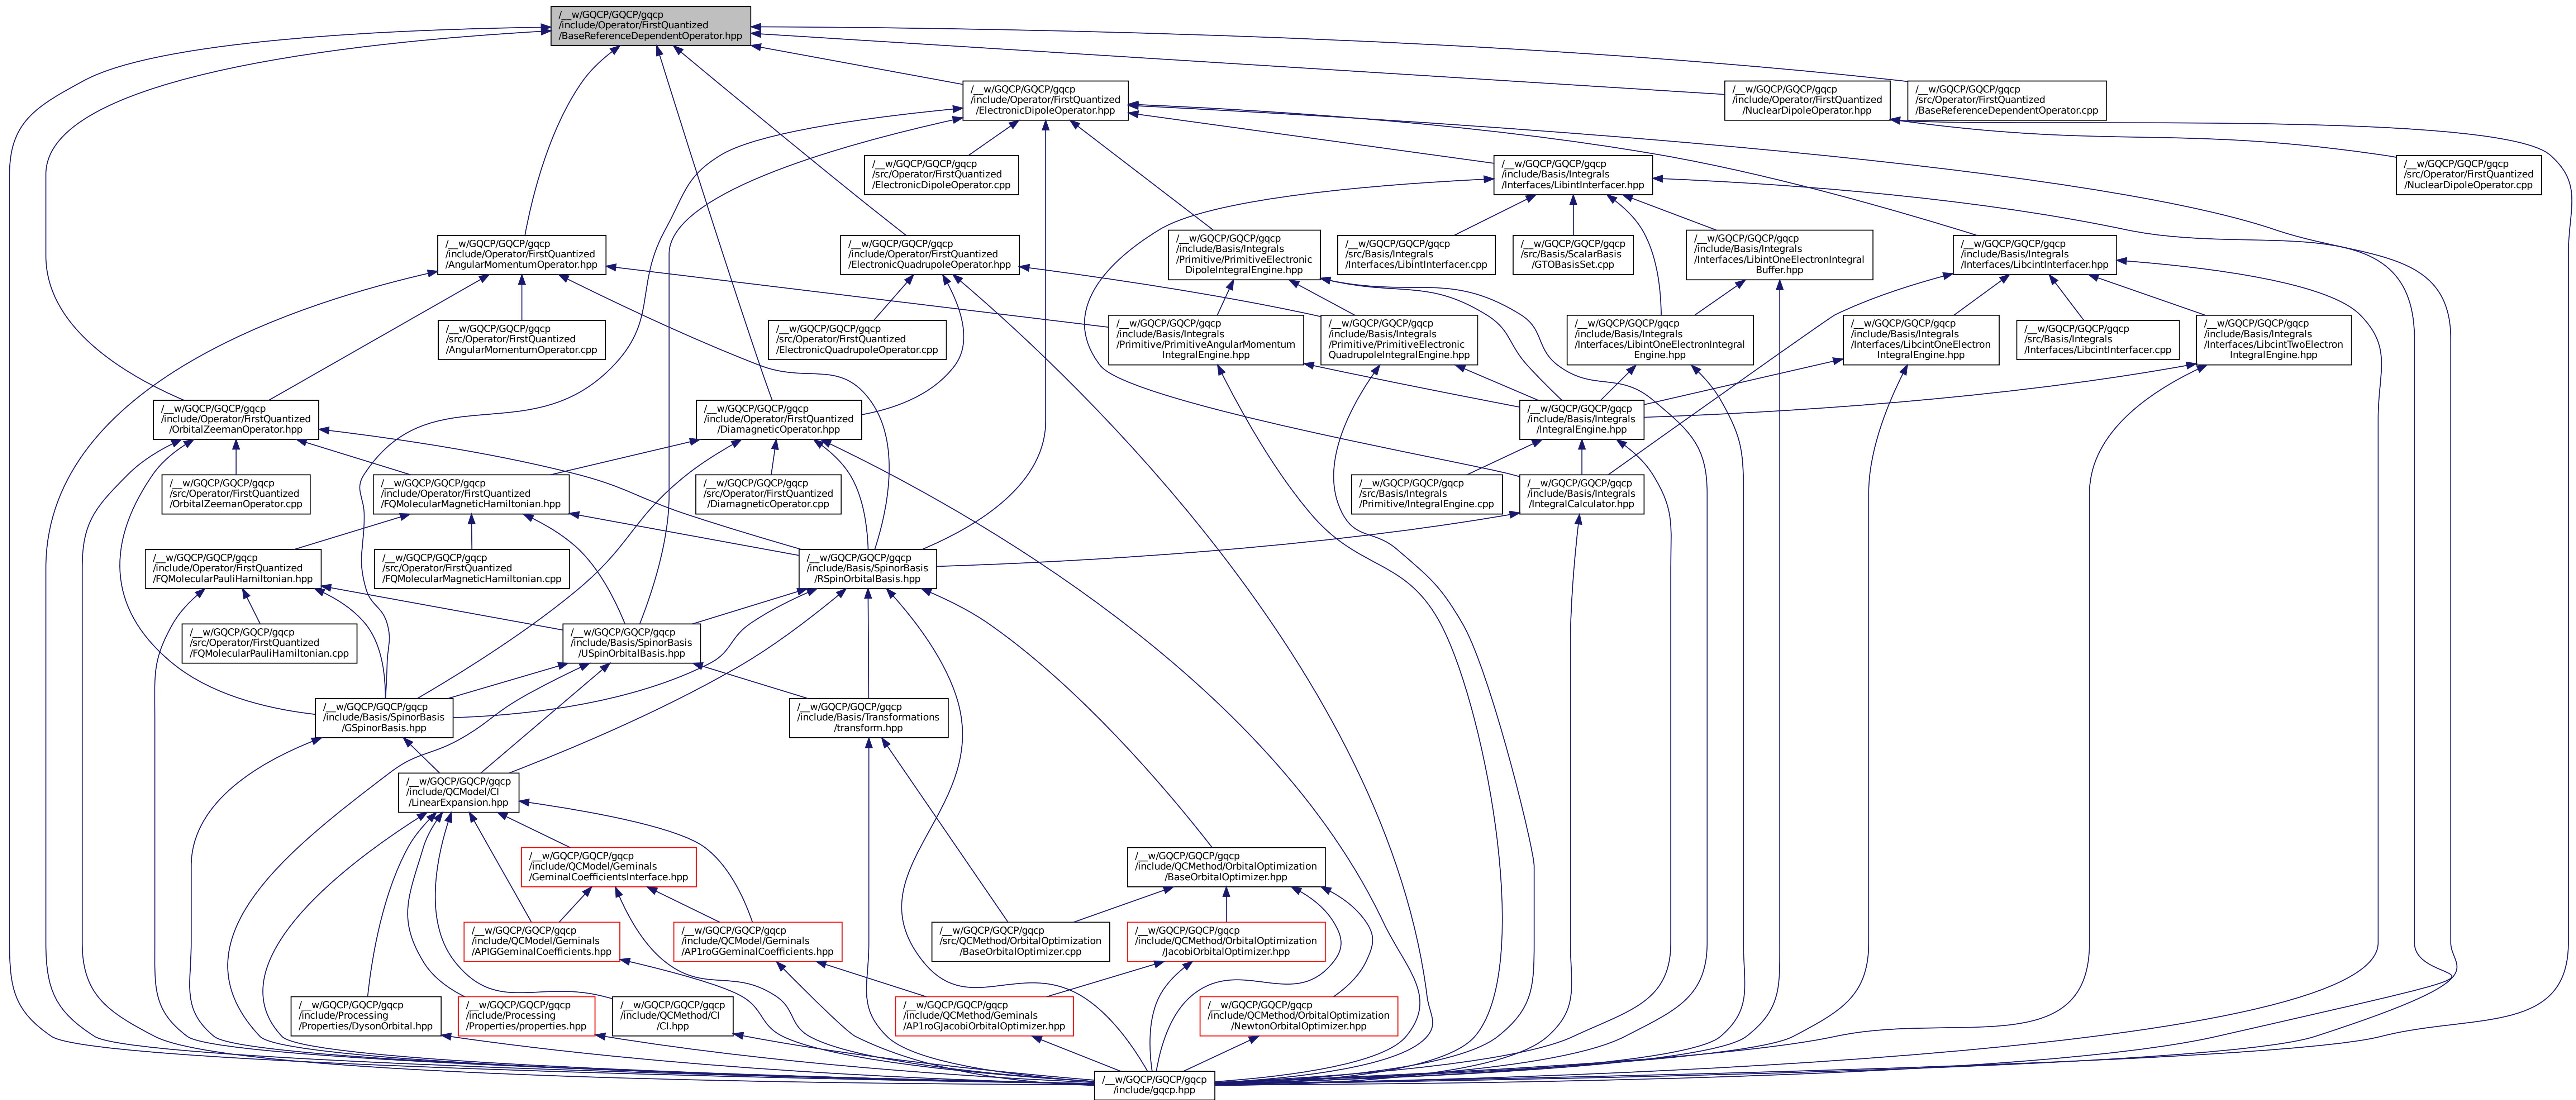 /__w/GQCP/GQCP/gqcp
/include/Operator/FirstQuantized
/BaseReferenceDependentOperator.hpp
/__w/GQCP/GQCP/gqcp
/include/Operator/FirstQuantized
/ElectronicDipoleOperator.hpp
/__w/GQCP/GQCP/gqcp
/include/Operator/FirstQuantized
/NuclearDipoleOperator.hpp
/__w/GQCP/GQCP/gqcp
/src/Operator/FirstQuantized
/BaseReferenceDependentOperator.cpp
/__w/GQCP/GQCP/gqcp
/src/Operator/FirstQuantized
/ElectronicDipoleOperator.cpp
/__w/GQCP/GQCP/gqcp
/include/Basis/Integrals
/Interfaces/LibintInterfacer.hpp
/__w/GQCP/GQCP/gqcp
/src/Operator/FirstQuantized
/NuclearDipoleOperator.cpp
/__w/GQCP/GQCP/gqcp
/include/Operator/FirstQuantized
/AngularMomentumOperator.hpp
/__w/GQCP/GQCP/gqcp
/include/Operator/FirstQuantized
/ElectronicQuadrupoleOperator.hpp
/__w/GQCP/GQCP/gqcp
/include/Basis/Integrals
/Primitive/PrimitiveElectronic
DipoleIntegralEngine.hpp
/__w/GQCP/GQCP/gqcp
/src/Basis/Integrals
/Interfaces/LibintInterfacer.cpp
/__w/GQCP/GQCP/gqcp
/src/Basis/ScalarBasis
/GTOBasisSet.cpp
/__w/GQCP/GQCP/gqcp
/include/Basis/Integrals
/Interfaces/LibintOneElectronIntegral
Buffer.hpp
/__w/GQCP/GQCP/gqcp
/include/Basis/Integrals
/Interfaces/LibcintInterfacer.hpp
/__w/GQCP/GQCP/gqcp
/src/Operator/FirstQuantized
/AngularMomentumOperator.cpp
/__w/GQCP/GQCP/gqcp
/src/Operator/FirstQuantized
/ElectronicQuadrupoleOperator.cpp
/__w/GQCP/GQCP/gqcp
/include/Basis/Integrals
/Primitive/PrimitiveAngularMomentum
IntegralEngine.hpp
/__w/GQCP/GQCP/gqcp
/include/Basis/Integrals
/Primitive/PrimitiveElectronic
QuadrupoleIntegralEngine.hpp
/__w/GQCP/GQCP/gqcp
/include/Basis/Integrals
/Interfaces/LibintOneElectronIntegral
Engine.hpp
/__w/GQCP/GQCP/gqcp
/include/Basis/Integrals
/Interfaces/LibcintOneElectron
IntegralEngine.hpp
/__w/GQCP/GQCP/gqcp
/src/Basis/Integrals
/Interfaces/LibcintInterfacer.cpp
/__w/GQCP/GQCP/gqcp
/include/Basis/Integrals
/Interfaces/LibcintTwoElectron
IntegralEngine.hpp
/__w/GQCP/GQCP/gqcp
/include/Operator/FirstQuantized
/OrbitalZeemanOperator.hpp
/__w/GQCP/GQCP/gqcp
/include/Operator/FirstQuantized
/DiamagneticOperator.hpp
/__w/GQCP/GQCP/gqcp
/include/Basis/Integrals
/IntegralEngine.hpp
/__w/GQCP/GQCP/gqcp
/src/Operator/FirstQuantized
/OrbitalZeemanOperator.cpp
/__w/GQCP/GQCP/gqcp
/include/Operator/FirstQuantized
/FQMolecularMagneticHamiltonian.hpp
/__w/GQCP/GQCP/gqcp
/src/Operator/FirstQuantized
/DiamagneticOperator.cpp
/__w/GQCP/GQCP/gqcp
/src/Basis/Integrals
/Primitive/IntegralEngine.cpp
/__w/GQCP/GQCP/gqcp
/include/Basis/Integrals
/IntegralCalculator.hpp
/__w/GQCP/GQCP/gqcp
/include/Operator/FirstQuantized
/FQMolecularPauliHamiltonian.hpp
/__w/GQCP/GQCP/gqcp
/src/Operator/FirstQuantized
/FQMolecularMagneticHamiltonian.cpp
/__w/GQCP/GQCP/gqcp
/include/Basis/SpinorBasis
/RSpinOrbitalBasis.hpp
/__w/GQCP/GQCP/gqcp
/src/Operator/FirstQuantized
/FQMolecularPauliHamiltonian.cpp
/__w/GQCP/GQCP/gqcp
/include/Basis/SpinorBasis
/USpinOrbitalBasis.hpp
/__w/GQCP/GQCP/gqcp
/include/Basis/SpinorBasis
/GSpinorBasis.hpp
/__w/GQCP/GQCP/gqcp
/include/Basis/Transformations
/transform.hpp
/__w/GQCP/GQCP/gqcp
/include/QCModel/CI
/LinearExpansion.hpp
/__w/GQCP/GQCP/gqcp
/include/QCModel/Geminals
/GeminalCoefficientsInterface.hpp
/__w/GQCP/GQCP/gqcp
/include/QCMethod/OrbitalOptimization
/BaseOrbitalOptimizer.hpp
/__w/GQCP/GQCP/gqcp
/include/QCModel/Geminals
/APIGGeminalCoefficients.hpp
/__w/GQCP/GQCP/gqcp
/include/QCModel/Geminals
/AP1roGGeminalCoefficients.hpp
/__w/GQCP/GQCP/gqcp
/src/QCMethod/OrbitalOptimization
/BaseOrbitalOptimizer.cpp
/__w/GQCP/GQCP/gqcp
/include/QCMethod/OrbitalOptimization
/JacobiOrbitalOptimizer.hpp
/__w/GQCP/GQCP/gqcp
/include/Processing
/Properties/DysonOrbital.hpp
/__w/GQCP/GQCP/gqcp
/include/Processing
/Properties/properties.hpp
/__w/GQCP/GQCP/gqcp
/include/QCMethod/CI
/CI.hpp
/__w/GQCP/GQCP/gqcp
/include/QCMethod/Geminals
/AP1roGJacobiOrbitalOptimizer.hpp
/__w/GQCP/GQCP/gqcp
/include/QCMethod/OrbitalOptimization
/NewtonOrbitalOptimizer.hpp
/__w/GQCP/GQCP/gqcp
/include/gqcp.hpp